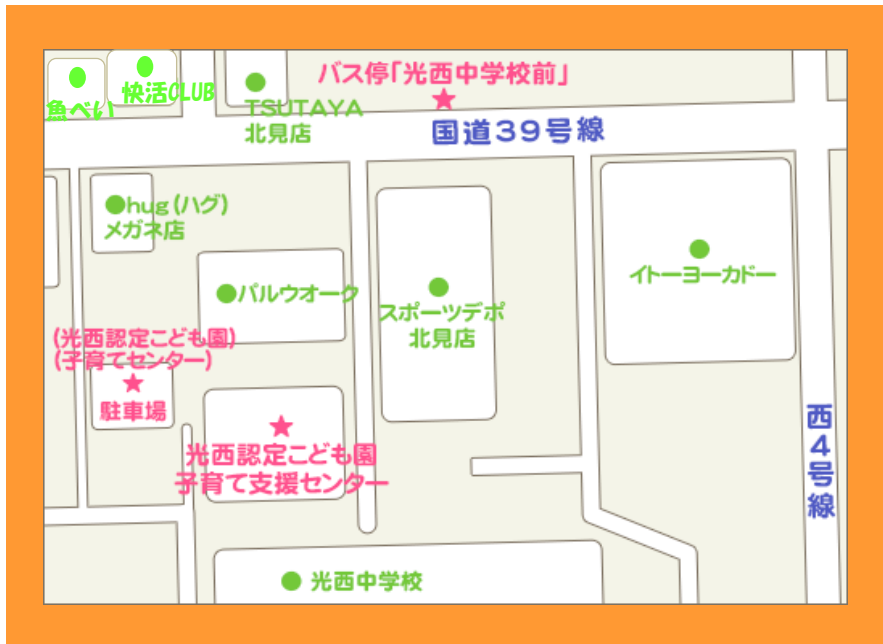 魚べい
快活CLUB
TSUTAYA
北見店
バス停「光西中学校前」
国道39号線
hug(ハグ)
メガネ店
パルウオーク
スポーツデポ
北見店
イトーヨーカドー
(光西認定こども園)
(子育てセンター)
駐車場
光西認定こども園
子育て支援センター
西4号線
光西中学校